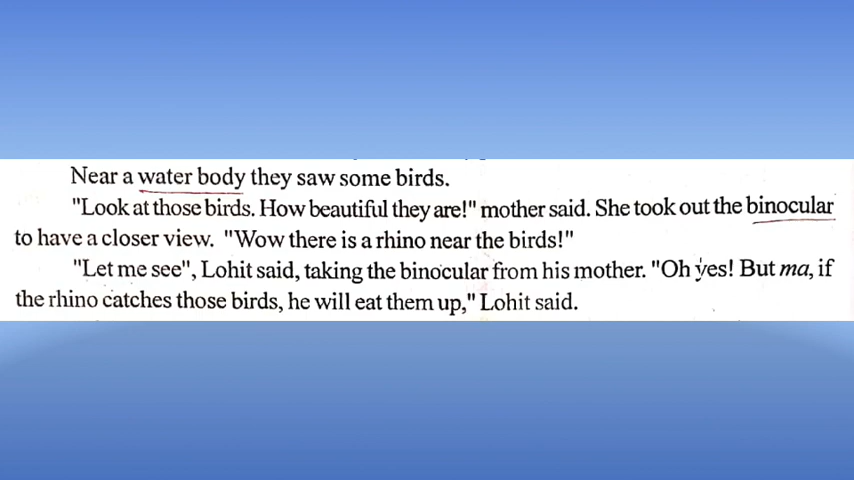 Near a water body they saw some birds.
"Look at those birds. How beautiful they are!" mother said. She took out the binocular
to have a closer view. "Wow there is a rhino near the birds!"
"Let me see", Lohit said, taking the binocular from his mother. "Oh yes! But ma, if
the rhino catches those birds, he will eat them up," Lohit said.